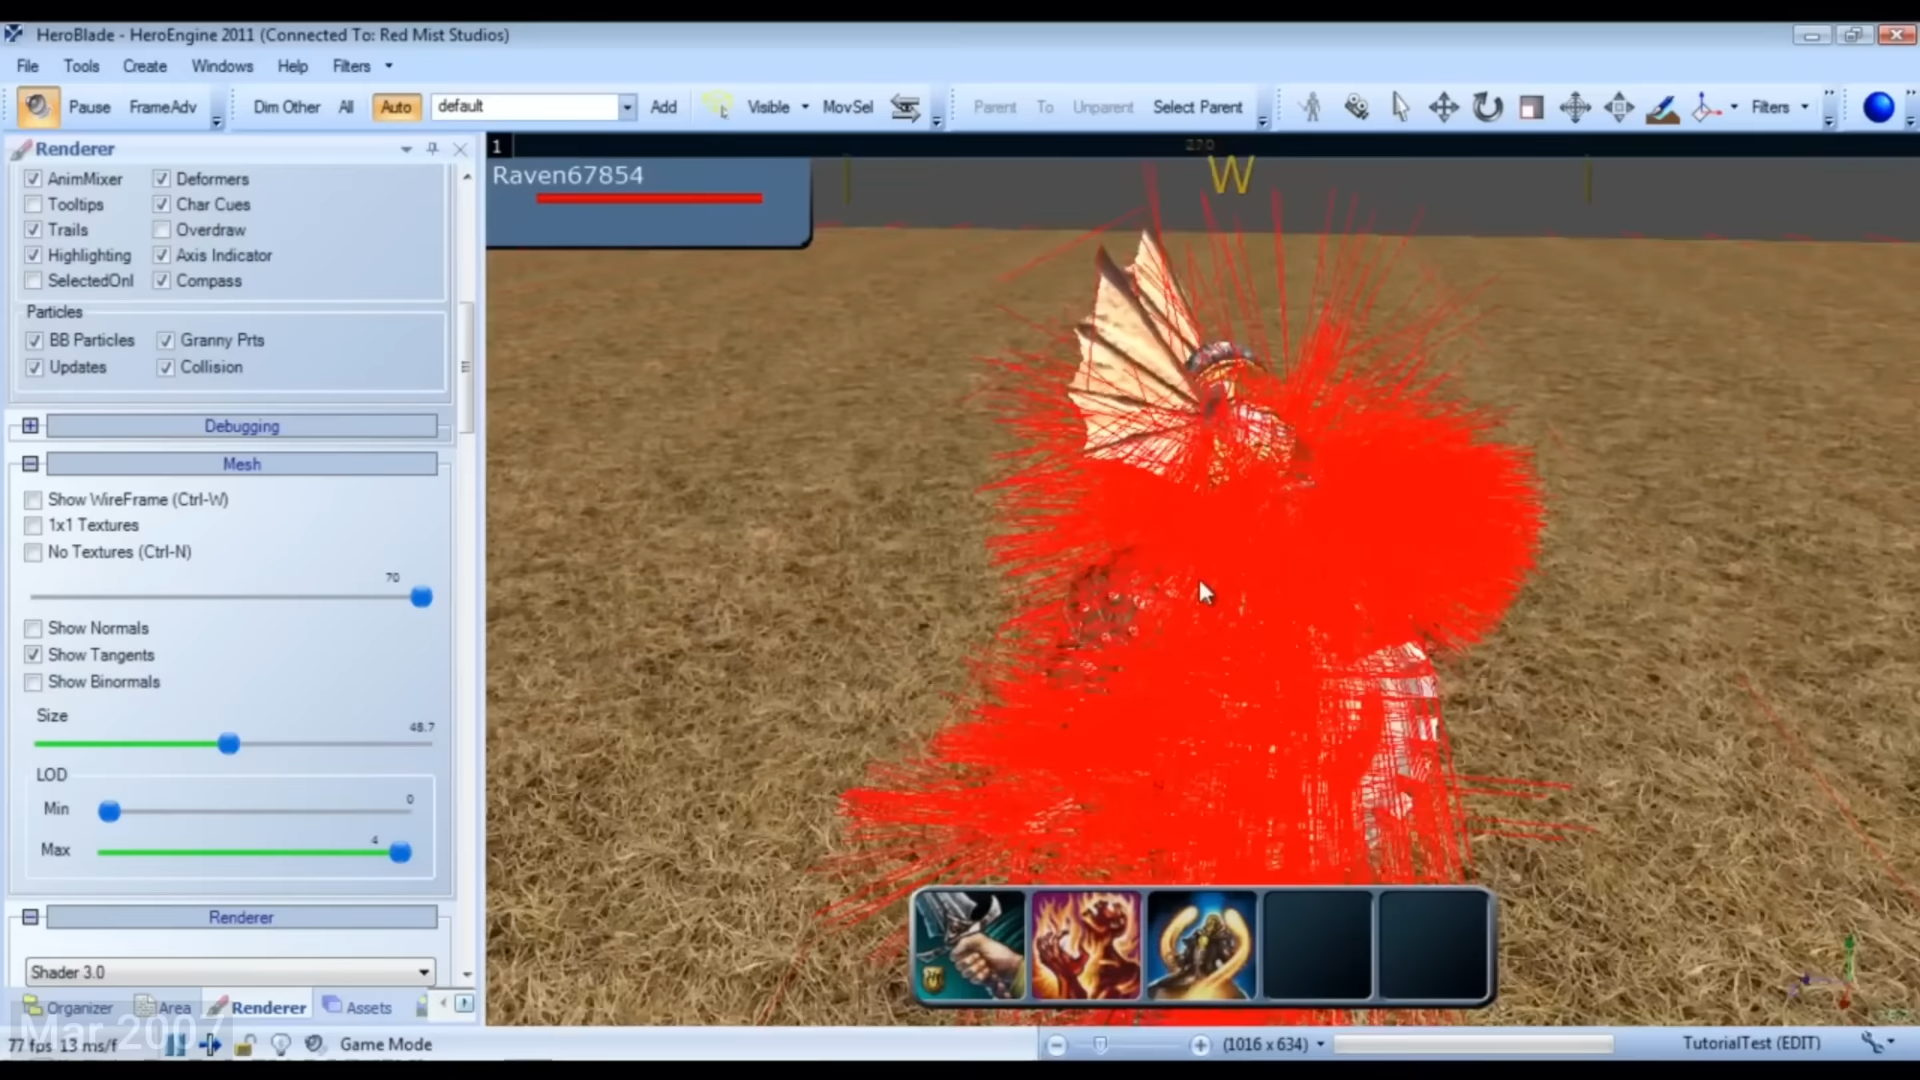 HeroBlade - HeroEngine 2011 (Connected To: Red Mist Studios)
File Tools Create Windows Help Filters
Pause FrameAdv Dim Other All Auto default Add Visible MovSel Parent To Unparent Select Parent Filters
Renderer
AnimMixer Deformers
Tooltips Char Cues
Trails Overdraw
Highlighting Axis Indicator
SelectedOnl Compass
Particles
BB Particles Granny Prts
Updates Collision
Debugging
Mesh
Show WireFrame (Ctrl-W)
1x1 Textures
No Textures (Ctrl-N)
70
Show Normals
Show Tangents
Show Binormals
Size
48.7
LOD
Min 0
Max 4
Renderer
Shader 3.0
Organizer Area Renderer Assets
Mar 2007
77 fps 13 ms/f Game Mode
1
Raven67854
270
W
(1016 x 634)
TutorialTest (EDIT)